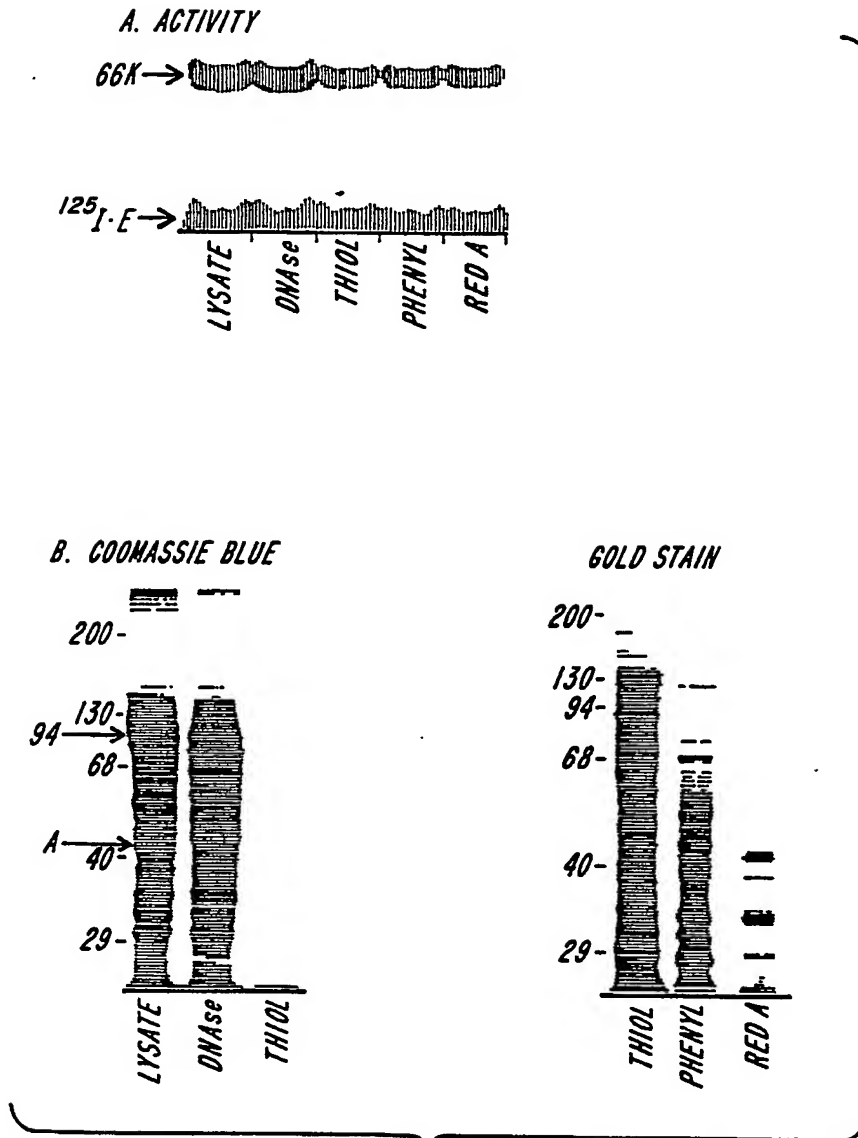 A. ACTIVITY
66K
125I·E
LYSATE
DNAse
THIOL
PHENYL
RED A
B. COOMASSIE BLUE
200-
130-
94
68-
A
40-
29-
LYSATE
DNAse
THIOL
GOLD STAIN
200-
130-
94-
68-
40-
29-
THIOL
PHENYL
RED A